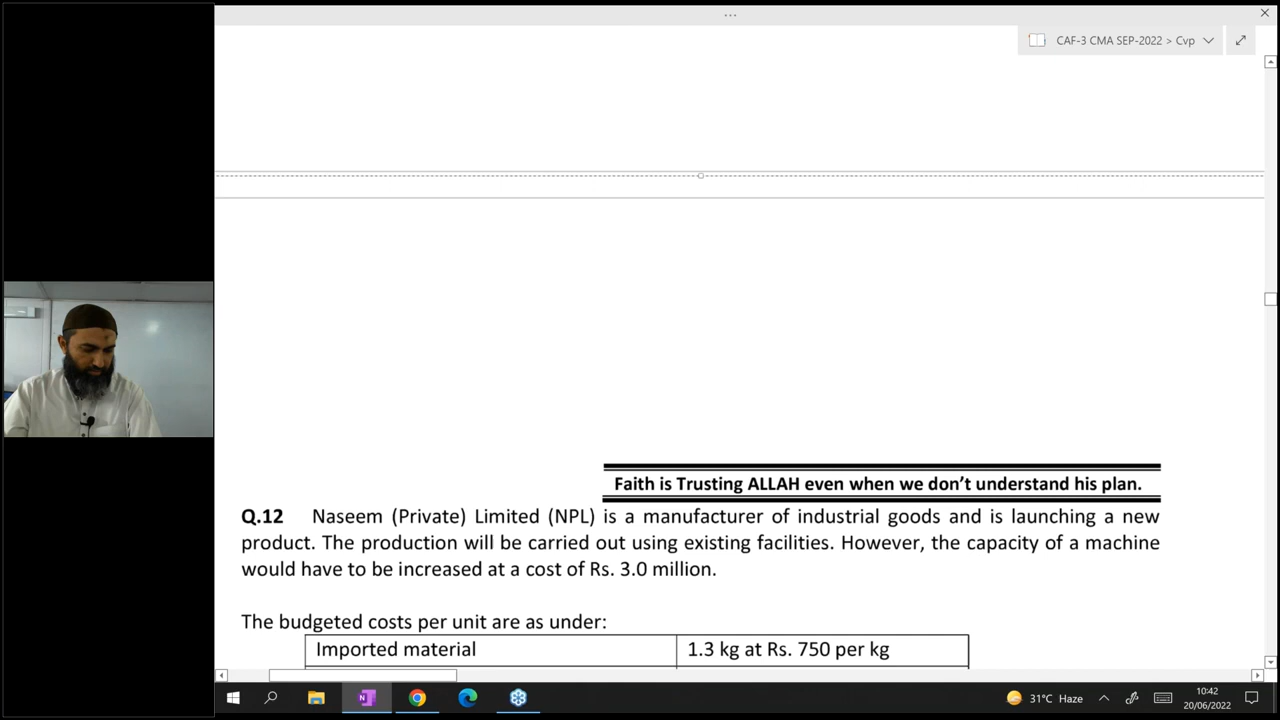 CAF-3 CMA SEP-2022 > Cvp
Faith is Trusting ALLAH even when we don't understand his plan.
Q.12 Naseem (Private) Limited (NPL) is a manufacturer of industrial goods and is launching a new
product. The production will be carried out using existing facilities. However, the capacity of a machine
would have to be increased at a cost of Rs. 3.0 million.
The budgeted costs per unit are as under:
Imported material 1.3 kg at Rs. 750 per kg
31°C Haze
10:42
20/06/2022